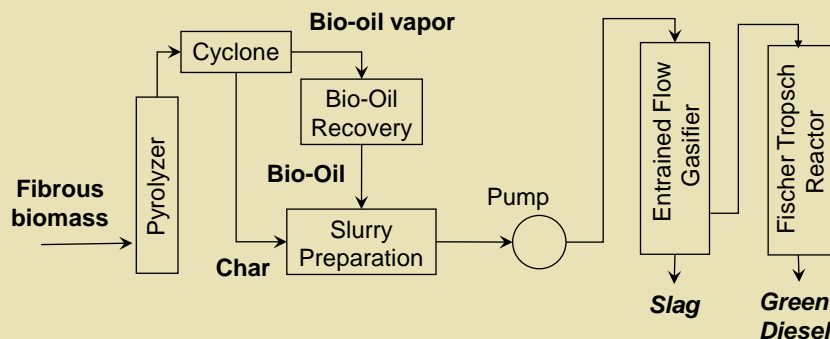 Bio-oil vapor
Cyclone
Bio-Oil
Recovery
Pyrolyzer
Fibrous
biomass
Bio-Oil
Char
Slurry
Preparation
Pump
Entrained Flow
Gasifier
Slag
Fischer Tropsch
Reactor
Green
Diesel